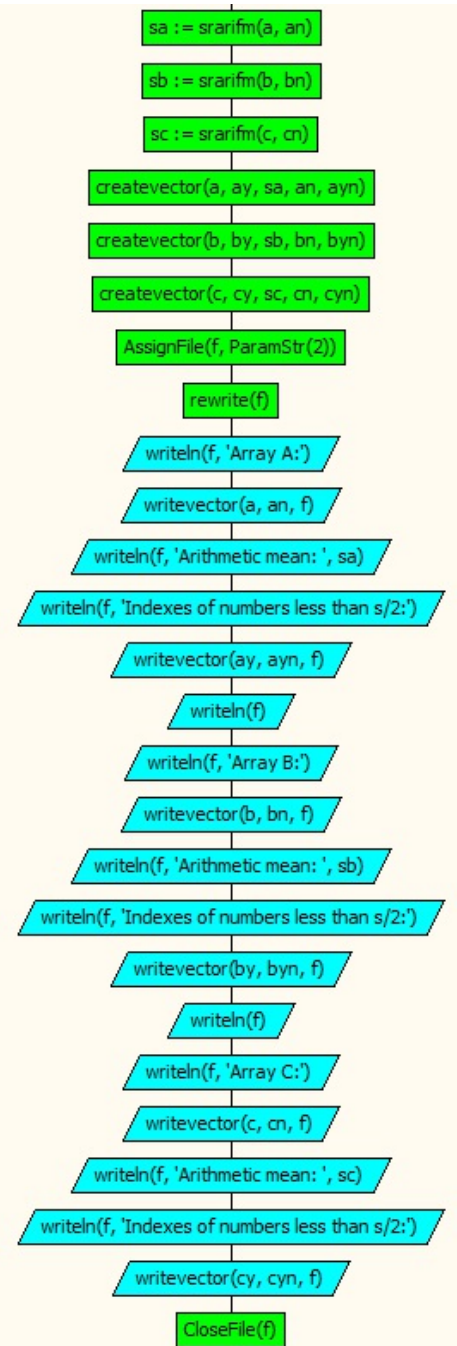 sa := srarifm(a, an)
sb := srarifm(b, bn)
sc := srarifm(c, cn)
createvector(a, ay, sa, an, ayn)
createvector(b, by, sb, bn, byn)
createvector(c, cy, sc, cn, cyn)
AssignFile(f, ParamStr(2))
rewrite(f)
writeln(f, 'Array A:')
writevector(a, an, f)
writeln(f, 'Arithmetic mean: ', sa)
writeln(f, 'Indexes of numbers less than s/2:')
writevector(ay, ayn, f)
writeln(f)
writeln(f, 'Array B:')
writevector(b, bn, f)
writeln(f, 'Arithmetic mean: ', sb)
writeln(f, 'Indexes of numbers less than s/2:')
writevector(by, byn, f)
writeln(f)
writeln(f, 'Array C:')
writevector(c, cn, f)
writeln(f, 'Arithmetic mean: ', sc)
writeln(f, 'Indexes of numbers less than s/2:')
writevector(cy, cyn, f)
CloseFile(f)